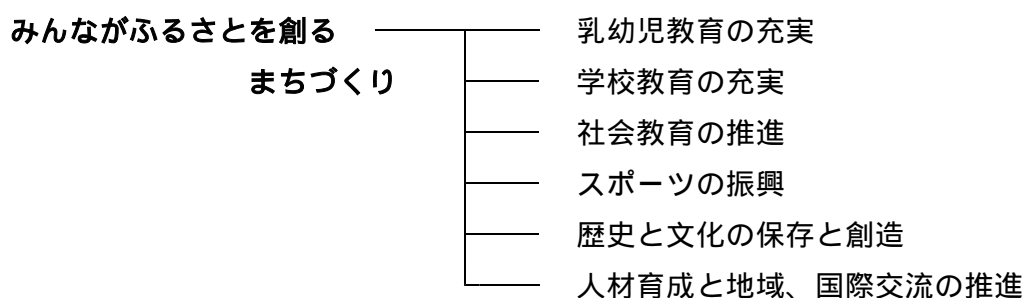 みんながふるさとを創る
まちづくり
乳幼児教育の充実
学校教育の充実
社会教育の推進
スポーツの振興
歴史と文化の保存と創造
人材育成と地域、国際交流の推進